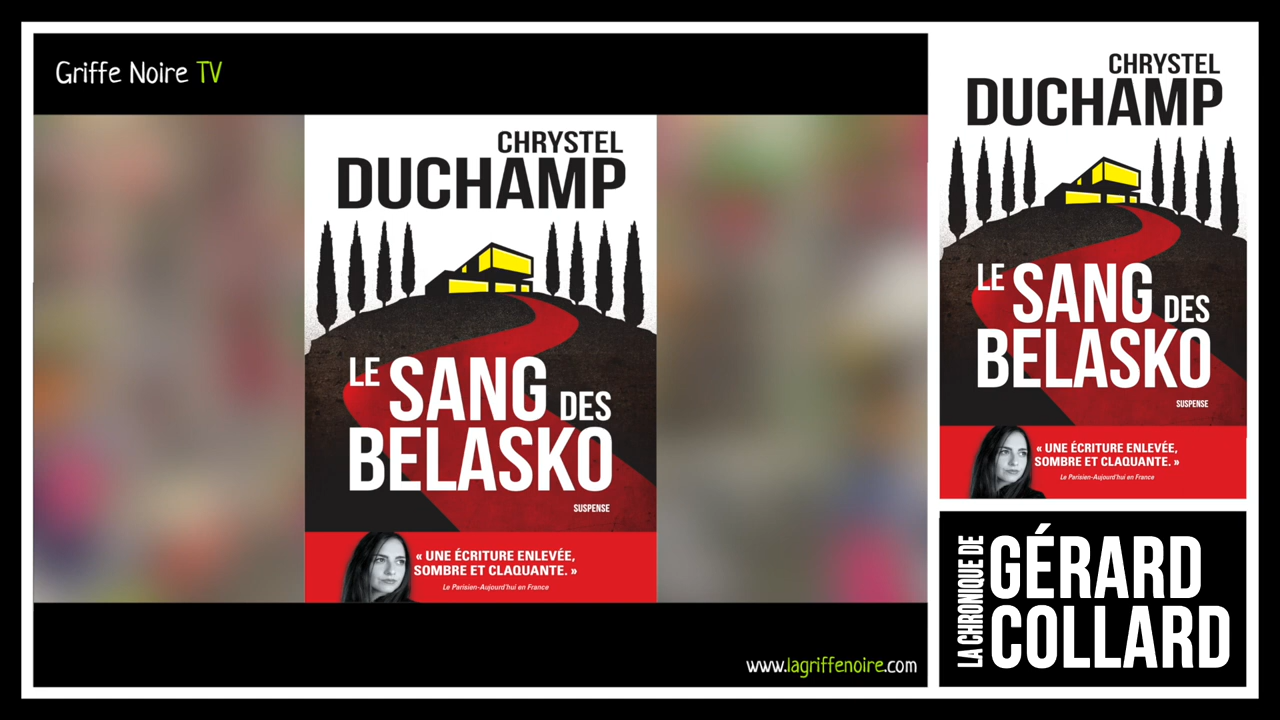 Griffe Noire TV
CHRYSTEL
DUCHAMP
LE SANG DES
BELASKO
SUSPENSE
« UNE ÉCRITURE ENLEVÉE,
SOMBRE ET CLAQUANTE. »
Le Parisien-Aujourd'hui en France
www.lagriffenoire.com
CHRYSTEL
DUCHAMP
LE SANG DES
BELASKO
SUSPENSE
« UNE ÉCRITURE ENLEVÉE,
SOMBRE ET CLAQUANTE. »
Le Parisien-Aujourd'hui en France
LA CHRONIQUE DE
GÉRARD
COLLARD